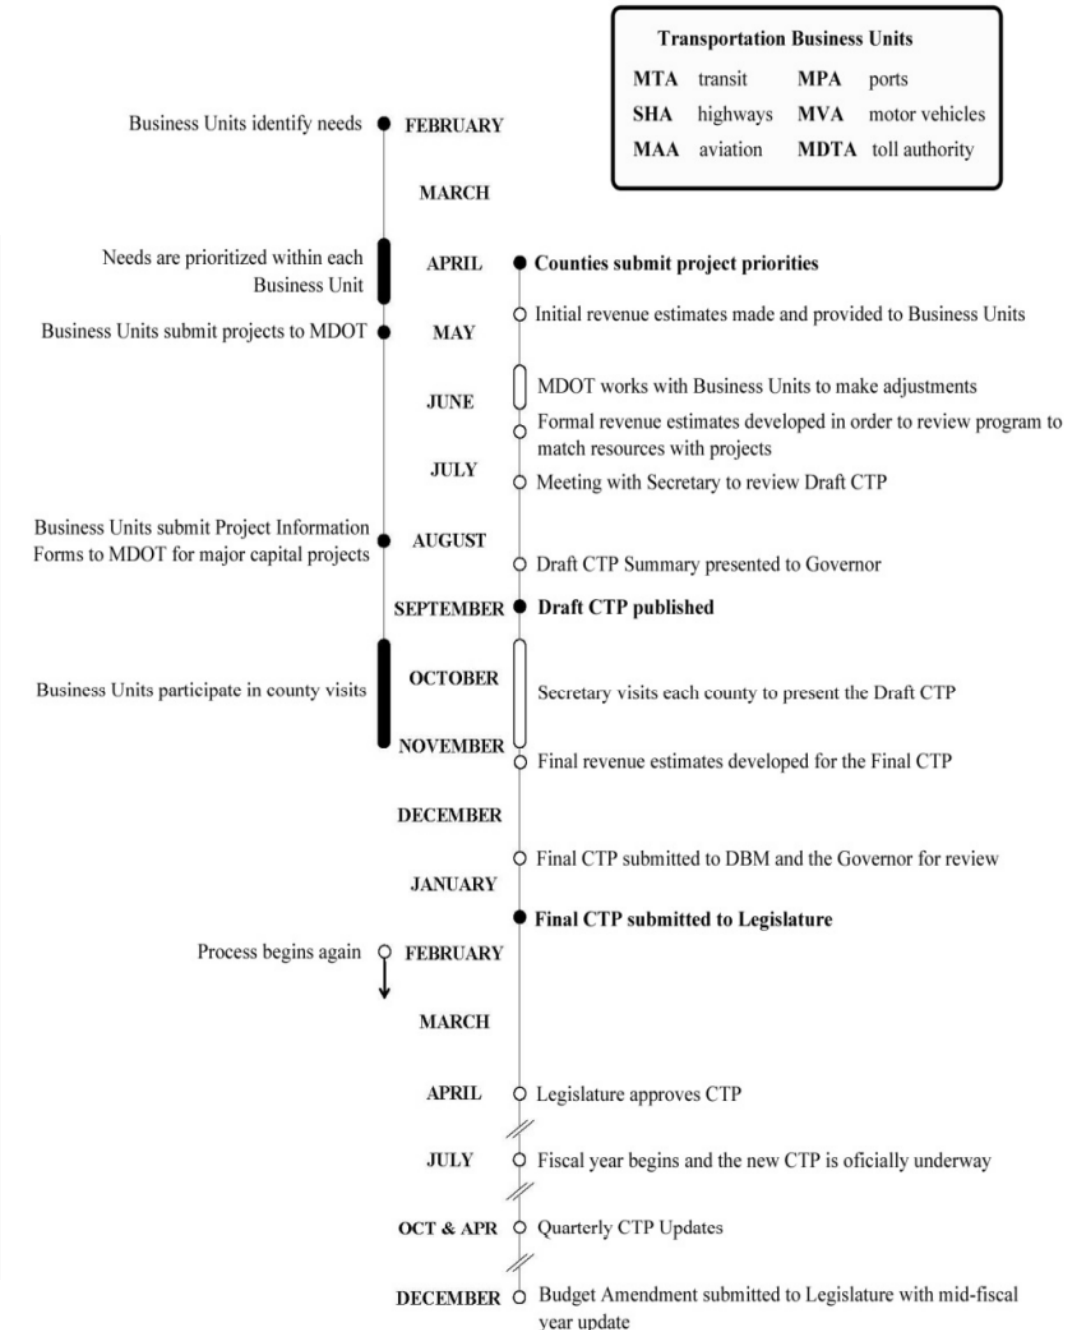 Transportation Business Units
MTA transit MPA ports
SHA highways MVA motor vehicles
MAA aviation MDTA toll authority
Business Units identify needs FEBRUARY
MARCH
Needs are prioritized within each
Business Unit
APRIL Counties submit project priorities
Initial revenue estimates made and provided to Business Units
Business Units submit projects to MDOT MAY
MDOT works with Business Units to make adjustments
JUNE
Formal revenue estimates developed in order to review program to
match resources with projects
JULY
Meeting with Secretary to review Draft CTP
Business Units submit Project Information
Forms to MDOT for major capital projects
AUGUST
Draft CTP Summary presented to Governor
SEPTEMBER Draft CTP published
OCTOBER
Business Units participate in county visits Secretary visits each county to present the Draft CTP
NOVEMBER
Final revenue estimates developed for the Final CTP
DECEMBER
Final CTP submitted to DBM and the Governor for review
JANUARY
Final CTP submitted to Legislature
Process begins again FEBRUARY
MARCH
APRIL Legislature approves CTP
JULY Fiscal year begins and the new CTP is oficially underway
OCT & APR Quarterly CTP Updates
DECEMBER Budget Amendment submitted to Legislature with mid-fiscal
year update